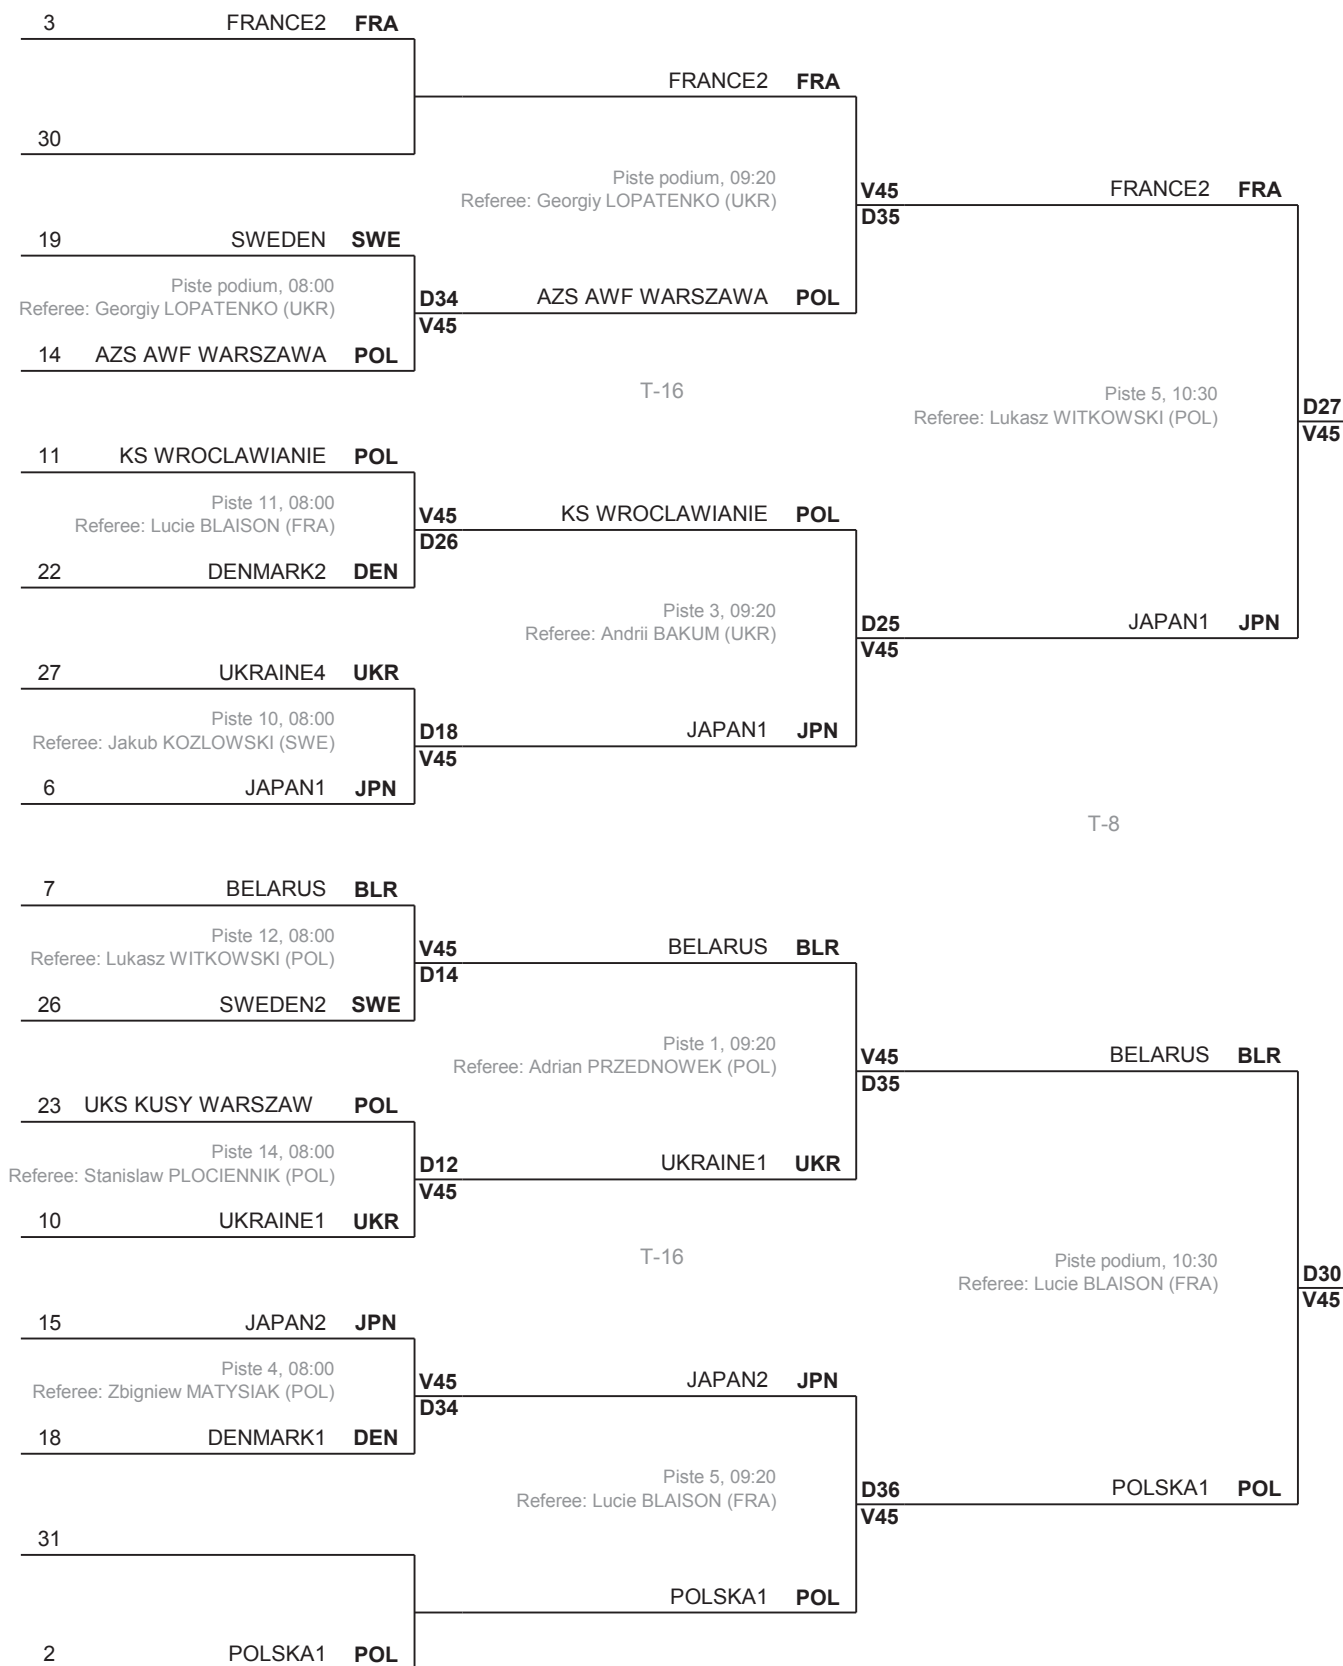 3 FRANCE2 FRA
FRANCE2 FRA
30
Piste podium, 09:20
Referee: Georgiy LOPATENKO (UKR)
V45
D35
FRANCE2 FRA
19 SWEDEN SWE
Piste podium, 08:00
Referee: Georgiy LOPATENKO (UKR)
D34
V45
AZS AWF WARSZAWA POL
14 AZS AWF WARSZAWA POL
T-16
Piste 5, 10:30
Referee: Lukasz WITKOWSKI (POL)
D27
V45
11 KS WROCLAWIANIE POL
Piste 11, 08:00
Referee: Lucie BLAISON (FRA)
V45
D26
KS WROCLAWIANIE POL
22 DENMARK2 DEN
Piste 3, 09:20
Referee: Andrii BAKUM (UKR)
D25
V45
JAPAN1 JPN
27 UKRAINE4 UKR
Piste 10, 08:00
Referee: Jakub KOZLOWSKI (SWE)
D18
V45
JAPAN1 JPN
6 JAPAN1 JPN
T-8
7 BELARUS BLR
Piste 12, 08:00
Referee: Lukasz WITKOWSKI (POL)
V45
D14
BELARUS BLR
26 SWEDEN2 SWE
Piste 1, 09:20
Referee: Adrian PRZEDNOWEK (POL)
V45
D35
BELARUS BLR
23 UKS KUSY WARSZAW POL
Piste 14, 08:00
Referee: Stanislaw PLOCIENNIK (POL)
D12
V45
UKRAINE1 UKR
10 UKRAINE1 UKR
T-16
Piste podium, 10:30
Referee: Lucie BLAISON (FRA)
D30
V45
15 JAPAN2 JPN
Piste 4, 08:00
Referee: Zbigniew MATYSIAK (POL)
V45
D34
JAPAN2 JPN
18 DENMARK1 DEN
Piste 5, 09:20
Referee: Lucie BLAISON (FRA)
D36
V45
POLSKA1 POL
31
POLSKA1 POL
2 POLSKA1 POL